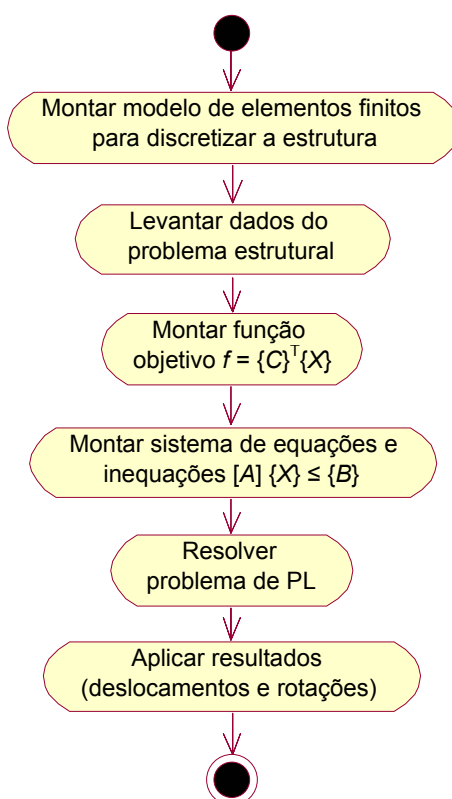 Montar modelo de elementos finitos
para discretizar a estrutura
Levantar dados do
problema estrutural
Montar função
objetivo f = {C}ᵀ{X}
Montar sistema de equações e
inequações [A] {X} ≤ {B}
Resolver
problema de PL
Aplicar resultados
(deslocamentos e rotações)